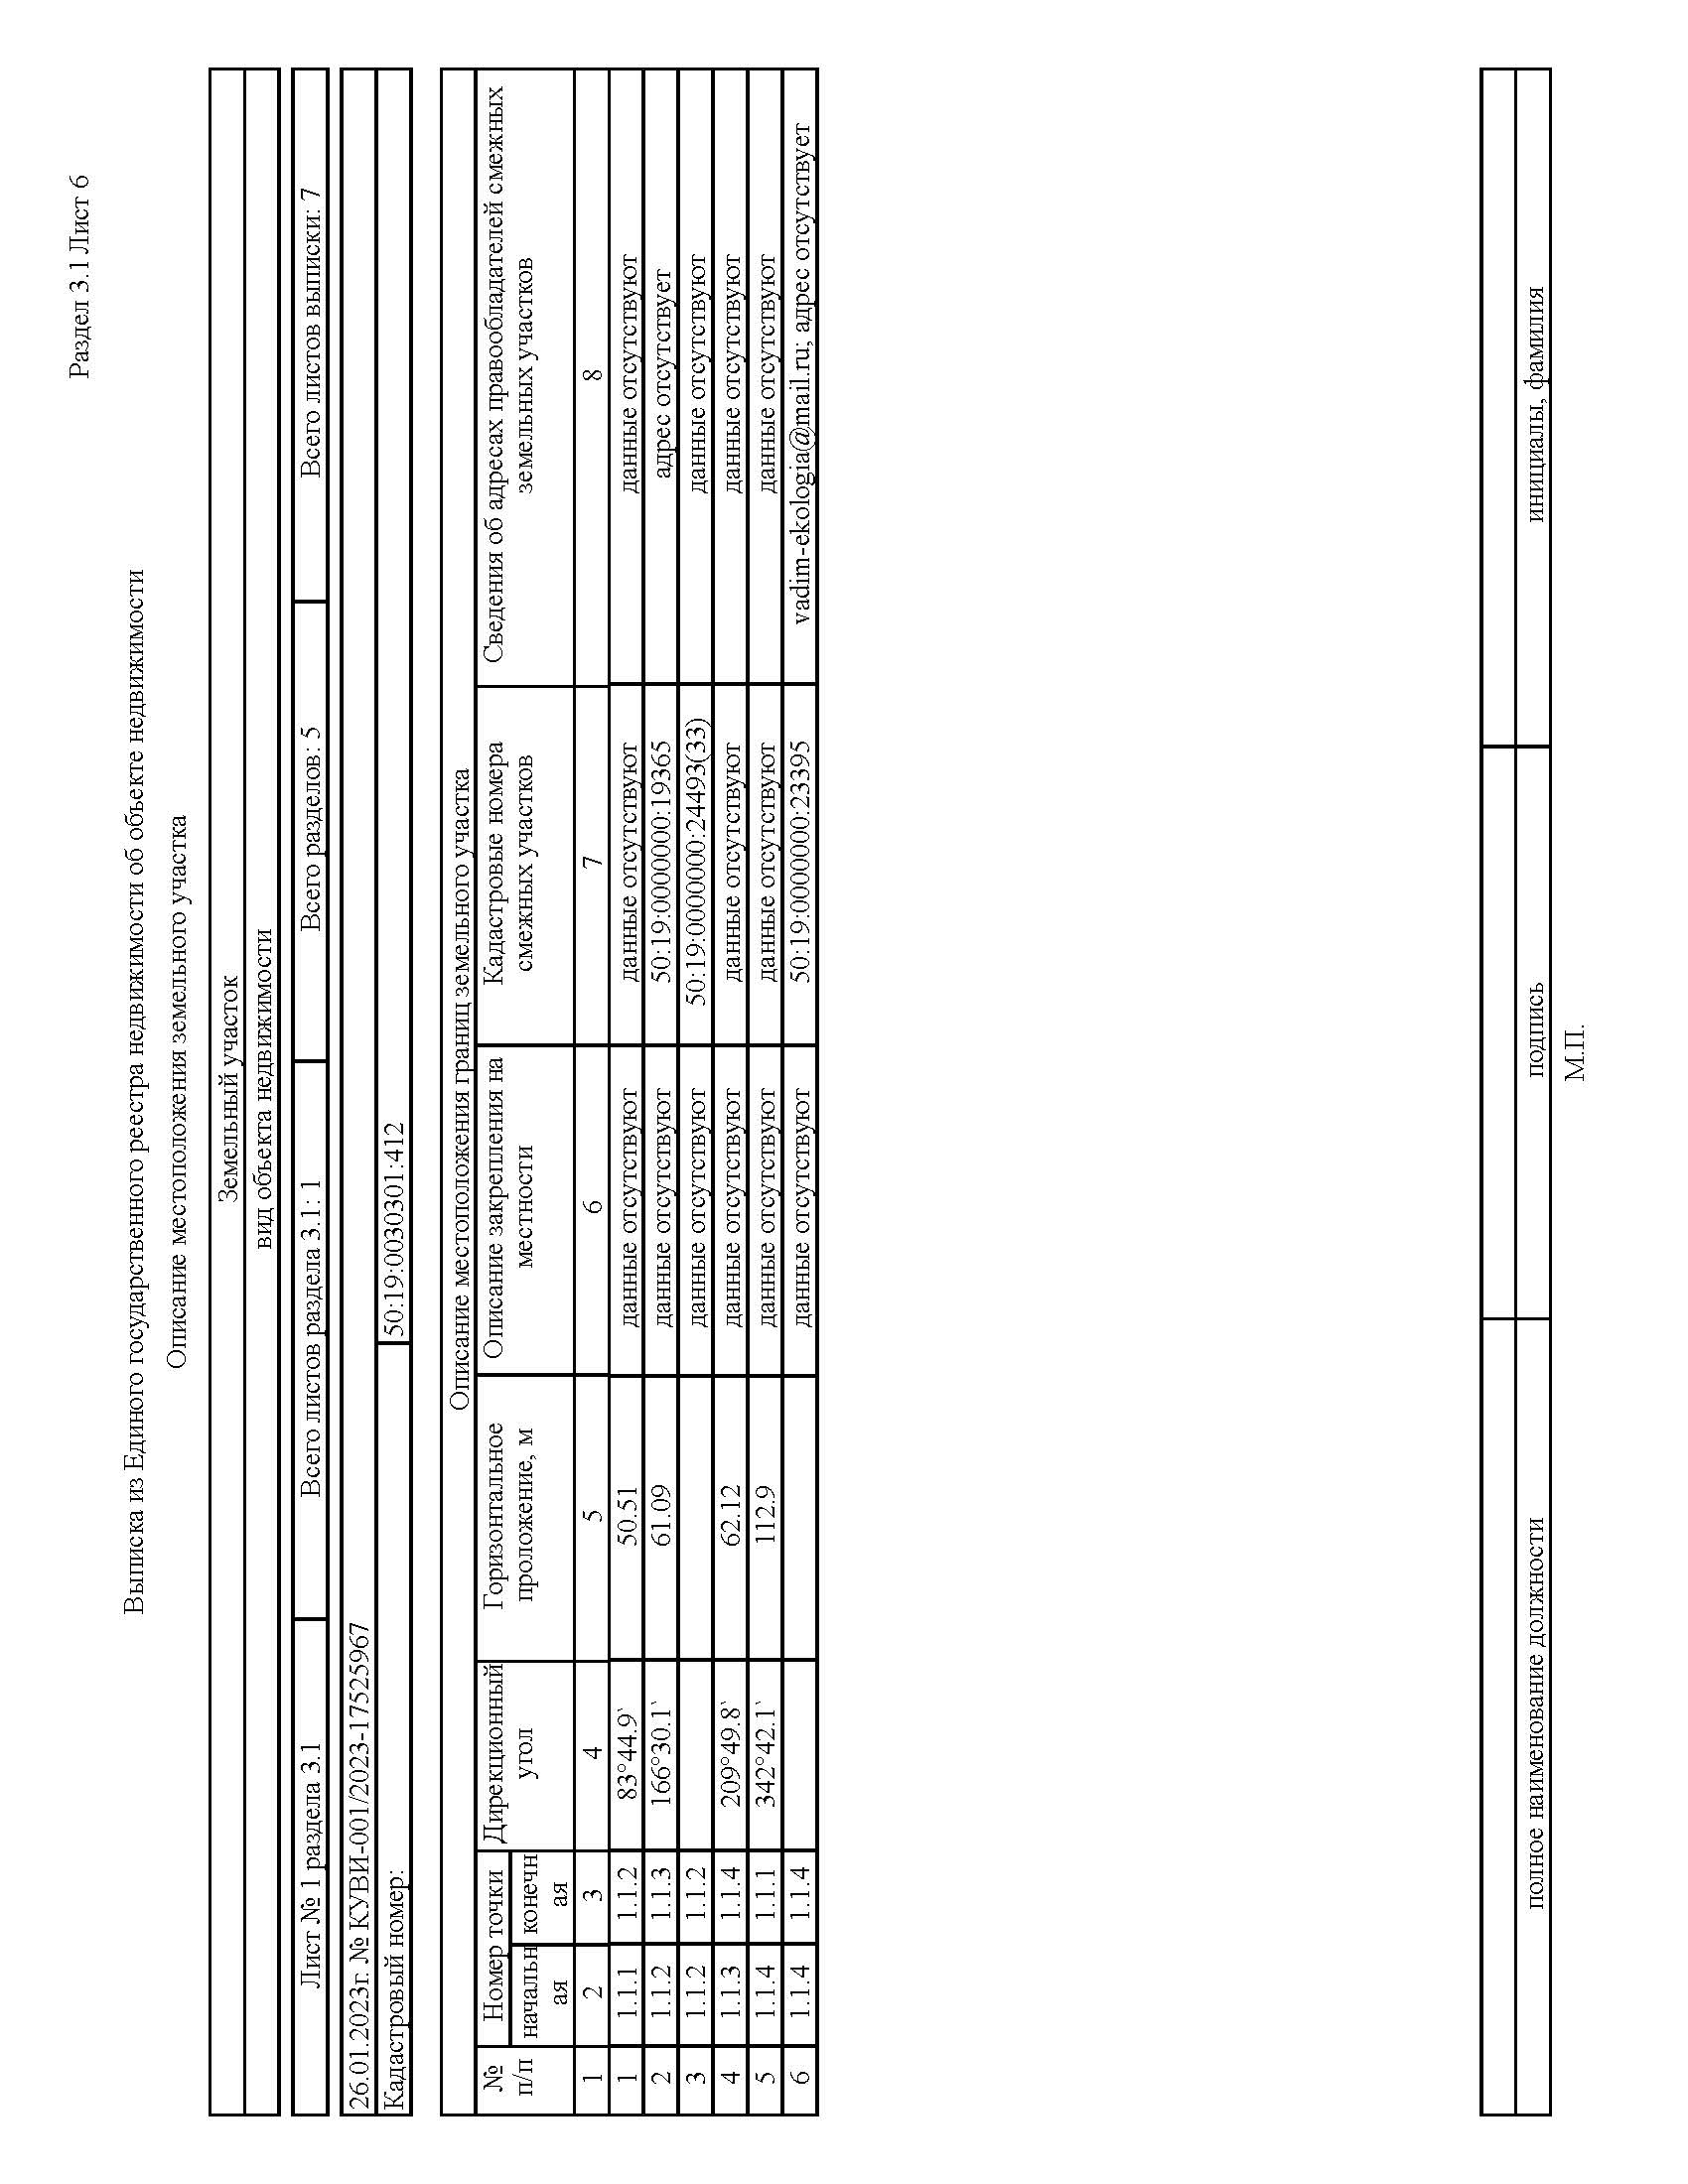 Раздел 3.1 Лист 6
Выписка из Единого государственного реестра недвижимости об объекте недвижимости
Описание местоположения земельного участка
Земельный участок
вид объекта недвижимости
Лист № 1 раздела 3.1 Всего листов раздела 3.1: 1 Всего разделов: 5 Всего листов выписки: 7
26.01.2023г. № КУВИ-001/2023-17525967
Кадастровый номер: 50:19:0030301:412
Описание местоположения границ земельного участка
№ Номер точки Дирекционный Горизонтальное Описание закрепления на Кадастровые номера Сведения об адресах правообладателей смежных
п/п начальн конечн угол проложение, м местности смежных участков земельных участков
ая ая
1 2 3 4 5 6 7 8
1 1.1.1 1.1.2 83°44.9` 50.51 данные отсутствуют данные отсутствуют данные отсутствуют
2 1.1.2 1.1.3 166°30.1` 61.09 данные отсутствуют 50:19:0000000:19365 адрес отсутствует
3 1.1.2 1.1.2 данные отсутствуют 50:19:0000000:24493(33) данные отсутствуют
4 1.1.3 1.1.4 209°49.8` 62.12 данные отсутствуют данные отсутствуют данные отсутствуют
5 1.1.4 1.1.1 342°42.1` 112.9 данные отсутствуют данные отсутствуют данные отсутствуют
6 1.1.4 1.1.4 данные отсутствуют 50:19:0000000:23395 vadim-ekologia@mail.ru; адрес отсутствует
полное наименование должности подпись инициалы, фамилия
М.П.